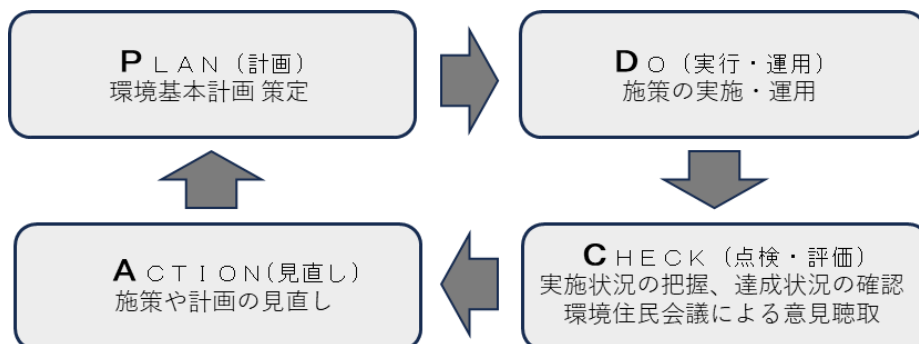 ＰＬＡＮ（計画）
環境基本計画 策定
ＤＯ（実行・運用）
施策の実施・運用
ＡＣＴＩＯＮ(見直し)
施策や計画の見直し
ＣＨＥＣＫ（点検・評価）
実施状況の把握、達成状況の確認
環境住民会議による意見聴取